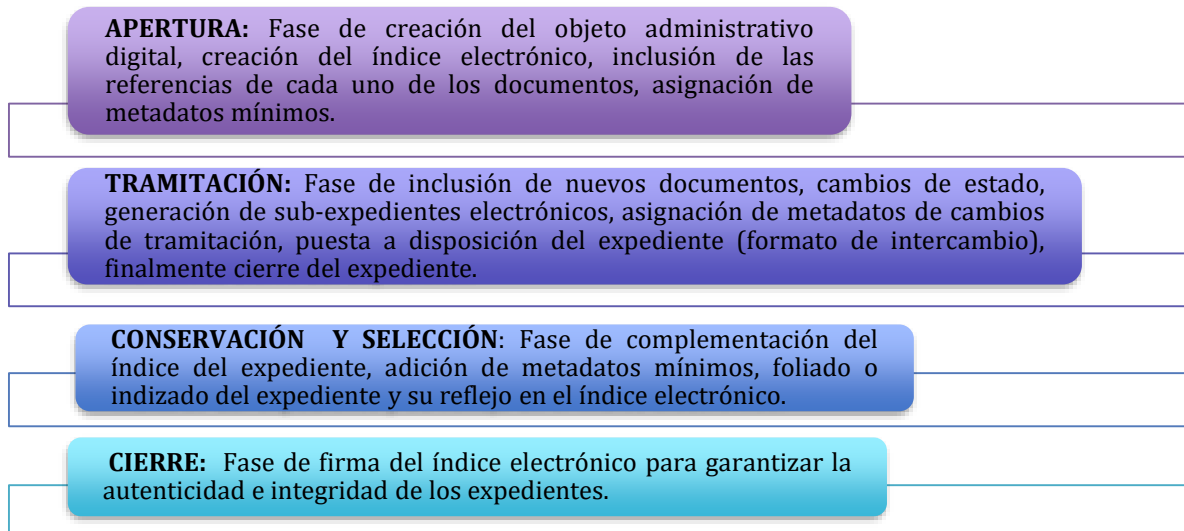 APERTURA: Fase de creación del objeto administrativo
digital, creación del índice electrónico, inclusión de las
referencias de cada uno de los documentos, asignación de
metadatos mínimos.
TRAMITACIÓN: Fase de inclusión de nuevos documentos, cambios de estado,
generación de sub-expedientes electrónicos, asignación de metadatos de cambios
de tramitación, puesta a disposición del expediente (formato de intercambio),
finalmente cierre del expediente.
CONSERVACIÓN Y SELECCIÓN: Fase de complementación del
índice del expediente, adición de metadatos mínimos, foliado o
indizado del expediente y su reflejo en el índice electrónico.
CIERRE: Fase de firma del índice electrónico para garantizar la
autenticidad e integridad de los expedientes.